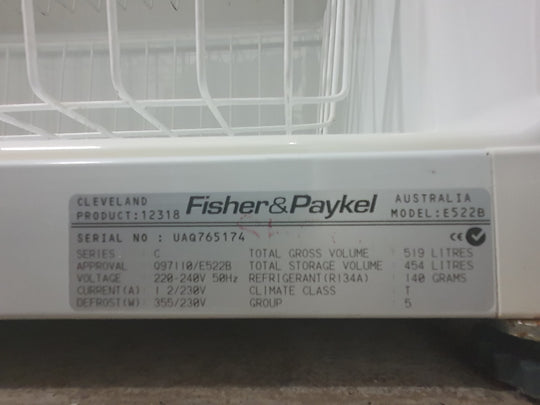 CLEVELAND Fisher&Paykel AUSTRALIA
PRODUCT:12318 MODEL:E522B
SERIAL NO : UAQ765174
SERIES : C TOTAL GROSS VOLUME : 519 LITRES
APPROVAL : Q97110/E522B TOTAL STORAGE VOLUME : 454 LITRES
VOLTAGE : 220-240V 50Hz REFRIGERANT(R134A) : 140 GRAMS
CURRENT(A) : 1.2/230V CLIMATE CLASS : T
DEFROST(W) : 355/230V GROUP : 5